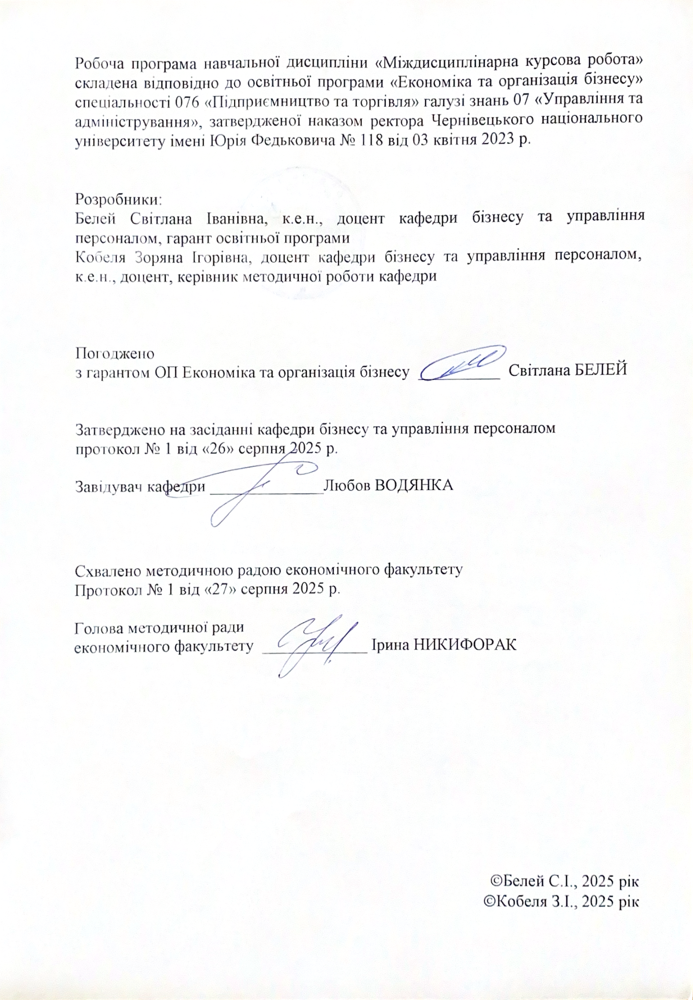 Робоча програма навчальної дисципліни «Міждисциплінарна курсова робота»
складена відповідно до освітньої програми «Економіка та організація бізнесу»
спеціальності 076 «Підприємництво та торгівля» галузі знань 07 «Управління та
адміністрування», затвердженої наказом ректора Чернівецького національного
університету імені Юрія Федьковича № 118 від 03 квітня 2023 р.
Розробники:
Белей Світлана Іванівна, к.е.н., доцент кафедри бізнесу та управління
персоналом, гарант освітньої програми
Кобеля Зоряна Ігорівна, доцент кафедри бізнесу та управління персоналом,
к.е.н., доцент, керівник методичної роботи кафедри
Погоджено
з гарантом ОП Економіка та організація бізнесу __________ Світлана БЕЛЕЙ
Затверджено на засіданні кафедри бізнесу та управління персоналом
протокол № 1 від «26» серпня 2025 р.
Завідувач кафедри ______________Любов ВОДЯНКА
Схвалено методичною радою економічного факультету
Протокол № 1 від «27» серпня 2025 р.
Голова методичної ради
економічного факультету _____________ Ірина НИКИФОРАК
©Белей С.І., 2025 рік
©Кобеля З.І., 2025 рік